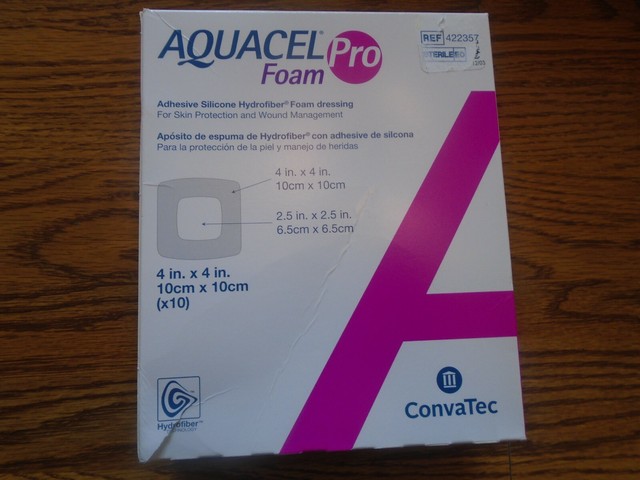 AQUACEL® Pro
Foam
REF 422357
Adhesive Silicone Hydrofiber® Foam dressing
For Skin Protection and Wound Management
Apósito de espuma de Hydrofiber® con adhesive de silcona
Para la protección de la piel y manejo de heridas
4 in. x 4 in.
10cm x 10cm
2.5 in. x 2.5 in.
6.5cm x 6.5cm
4 in. x 4 in.
10cm x 10cm
(x10)
Hydrofiber™
TECHNOLOGY
ConvaTec